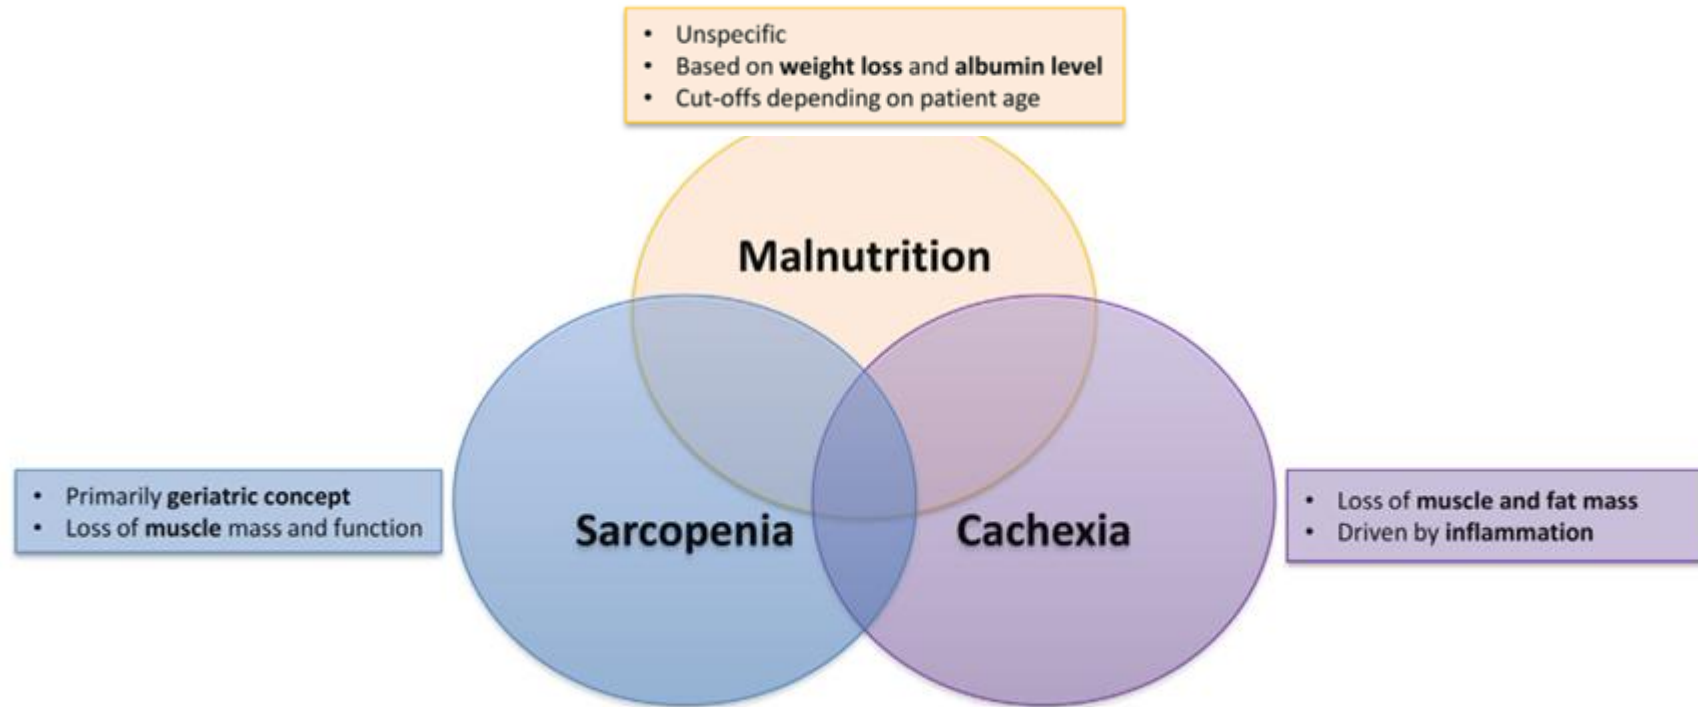 • Unspecific
• Based on weight loss and albumin level
• Cut-offs depending on patient age
Malnutrition
• Primarily geriatric concept
• Loss of muscle mass and function
Sarcopenia
Cachexia
• Loss of muscle and fat mass
• Driven by inflammation